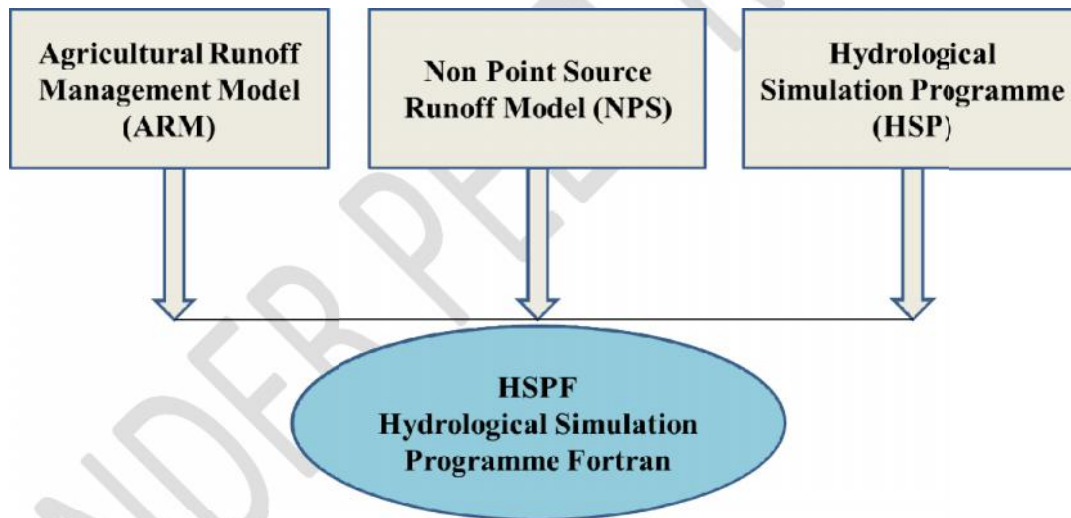 Agricultural Runoff
Management Model
(ARM)
Non Point Source
Runoff Model (NPS)
Hydrological
Simulation Programme
(HSP)
HSPF
Hydrological Simulation
Programme Fortran